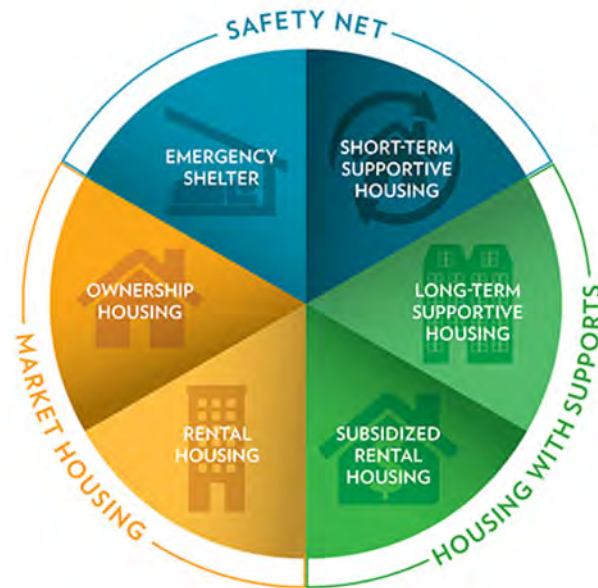 SAFETY NET
EMERGENCY
SHELTER
SHORT-TERM
SUPPORTIVE
HOUSING
OWNERSHIP
HOUSING
LONG-TERM
SUPPORTIVE
HOUSING
RENTAL
HOUSING
SUBSIDIZED
RENTAL
HOUSING
MARKET HOUSING
HOUSING WITH SUPPORTS